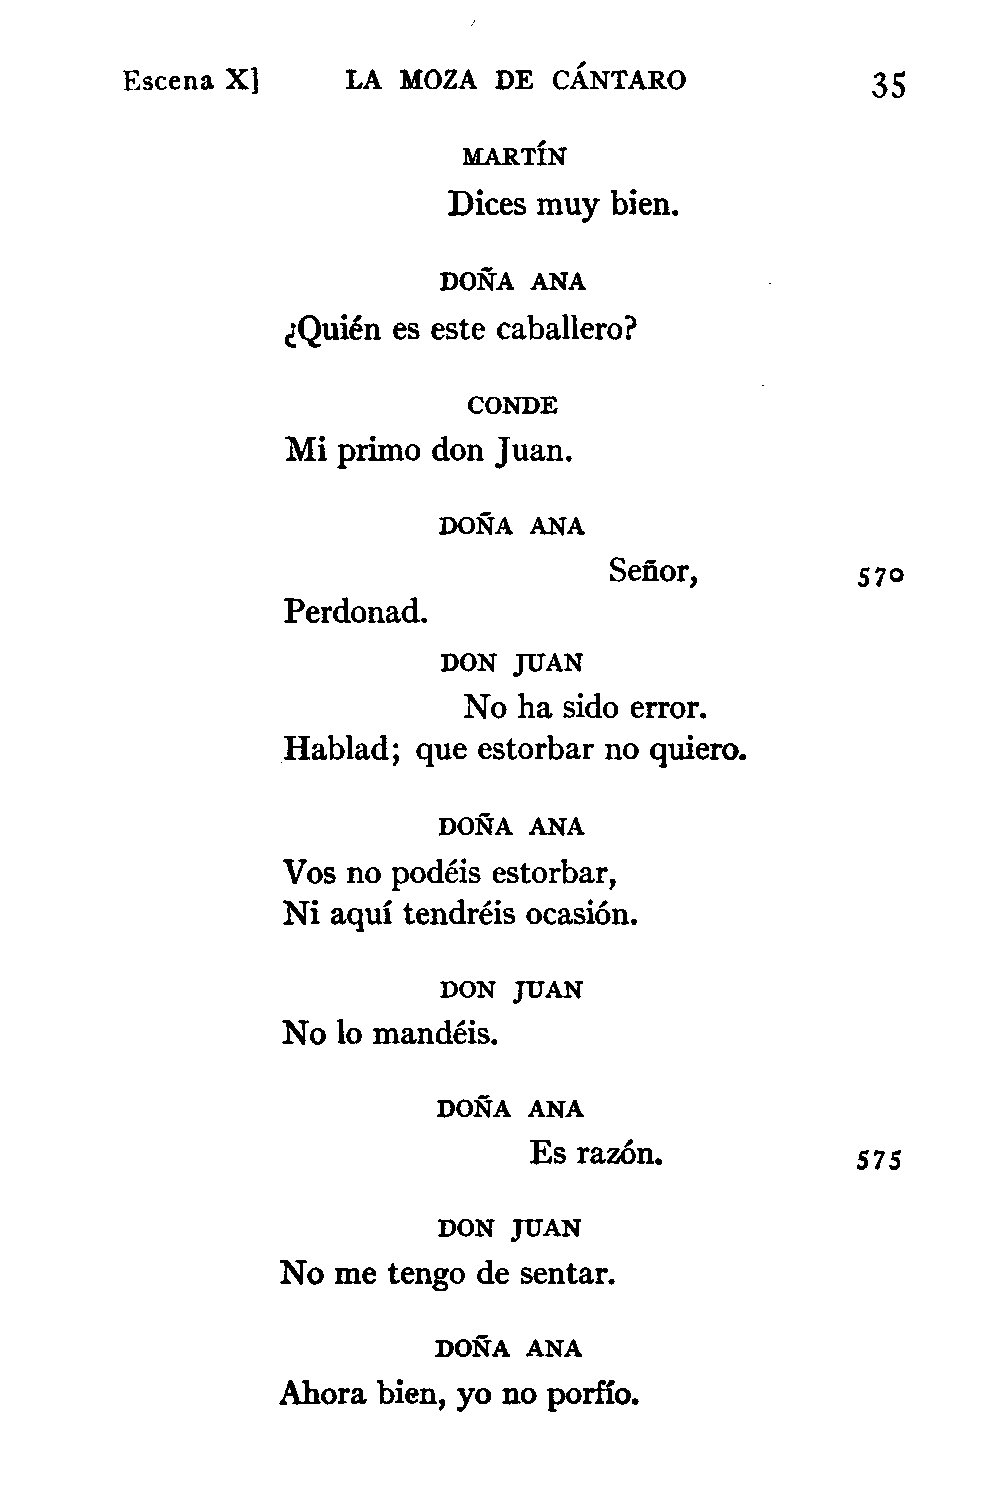 Escena X] LA MOZA DE CÁNTARO 35
MARTÍN
Dices muy bien.
DOÑA ANA
¿Quién es este caballero?
CONDE
Mi primo don Juan.
DOÑA ANA
Señor, 570
Perdonad.
DON JUAN
No ha sido error.
Hablad; que estorbar no quiero.
DOÑA ANA
Vos no podéis estorbar,
Ni aquí tendréis ocasión.
DON JUAN
No lo mandéis.
DOÑA ANA
Es razón. 575
DON JUAN
No me tengo de sentar.
DOÑA ANA
Ahora bien, yo no porfío.